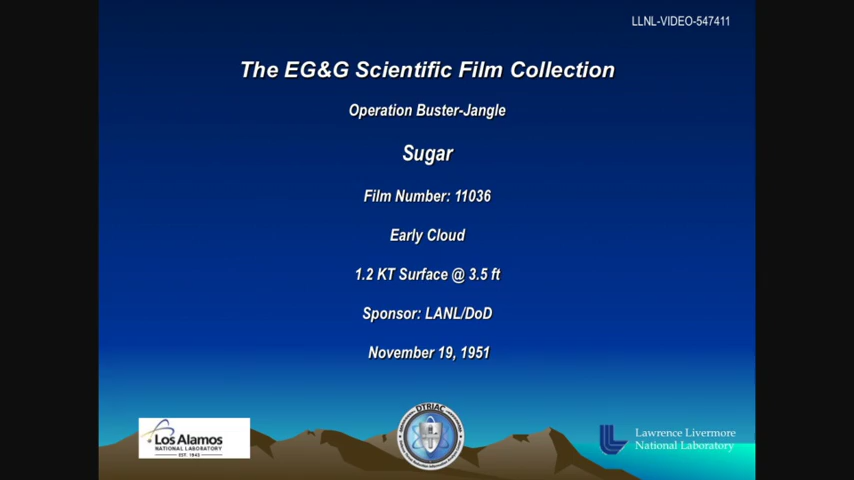 LLNL-VIDEO-547411
The EG&G Scientific Film Collection
Operation Buster-Jangle
Sugar
Film Number: 11036
Early Cloud
1.2 KT Surface @ 3.5 ft
Sponsor: LANL/DoD
November 19, 1951
DTRIAC
Los Alamos
NATIONAL LABORATORY
EST. 1943
Lawrence Livermore
National Laboratory